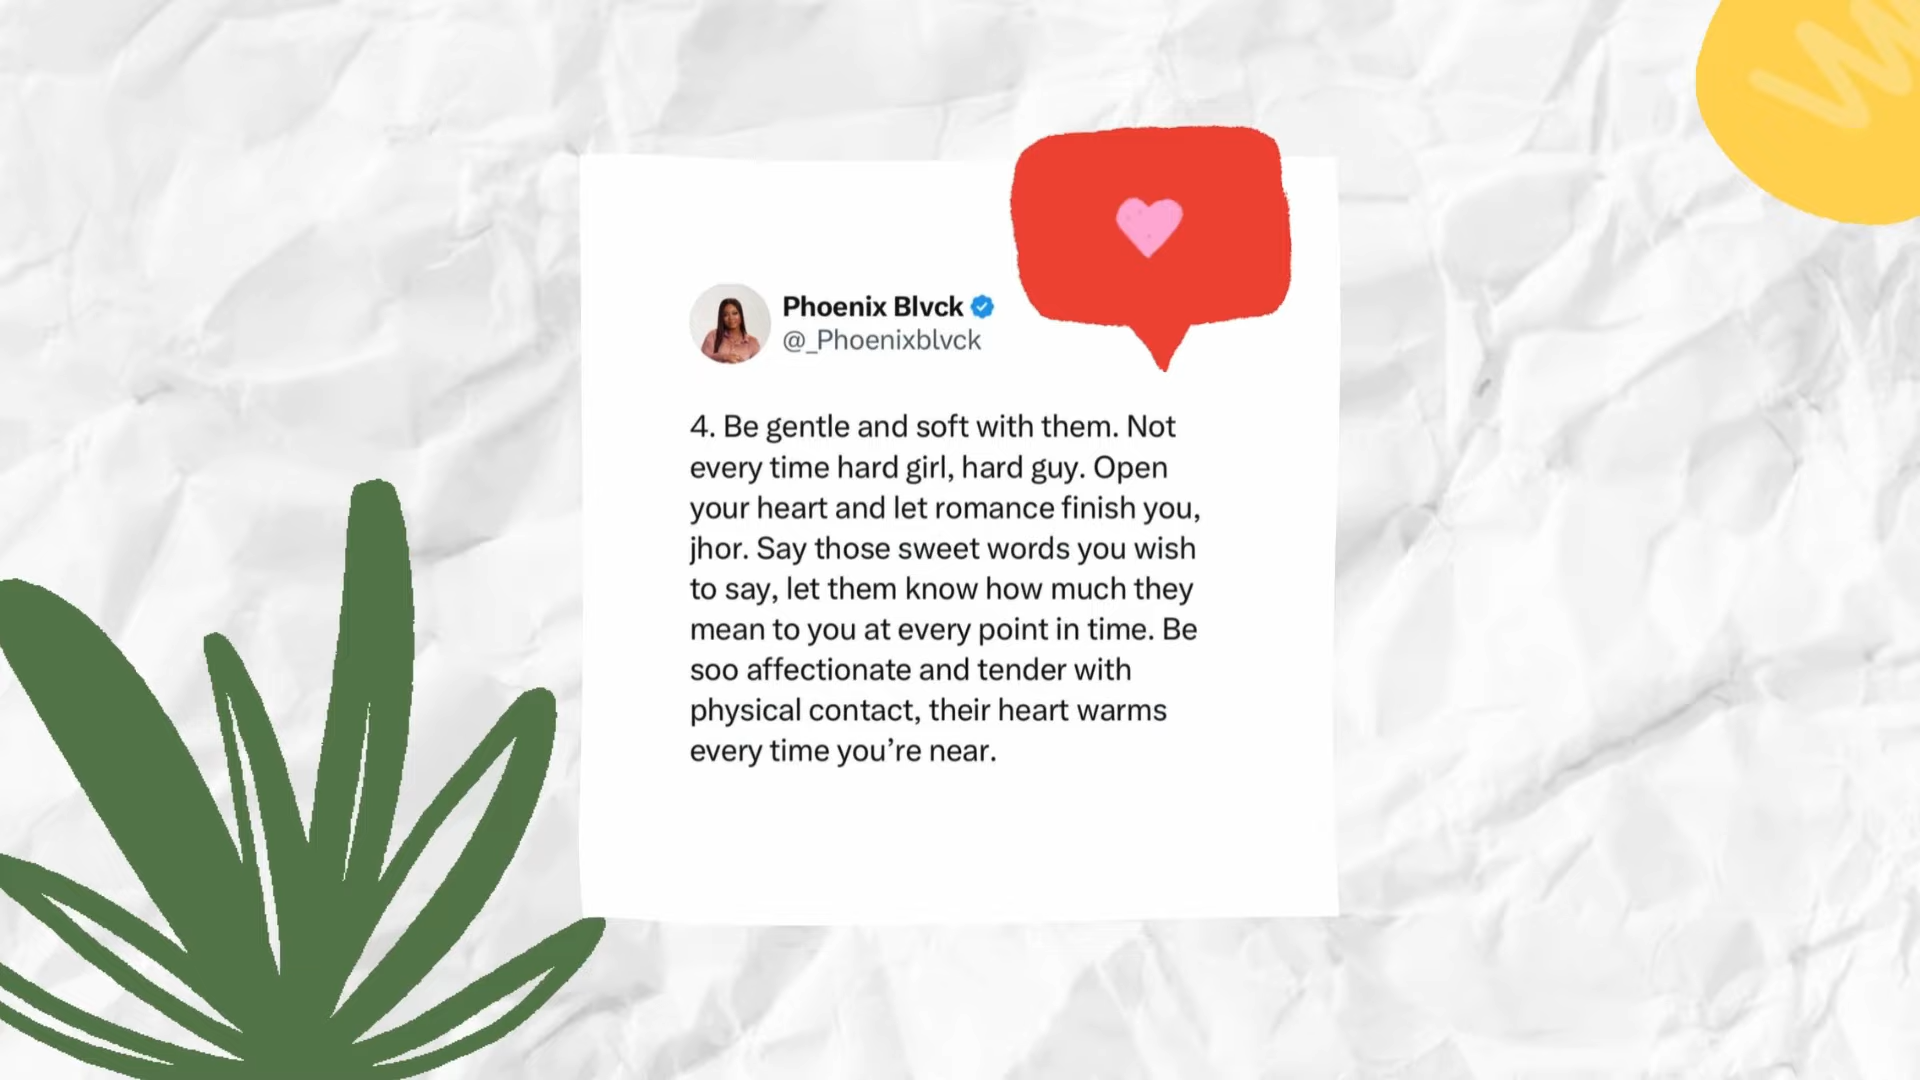 Phoenix Blvck
@_Phoenixblvck
4. Be gentle and soft with them. Not
every time hard girl, hard guy. Open
your heart and let romance finish you,
jhor. Say those sweet words you wish
to say, let them know how much they
mean to you at every point in time. Be
soo affectionate and tender with
physical contact, their heart warms
every time you’re near.